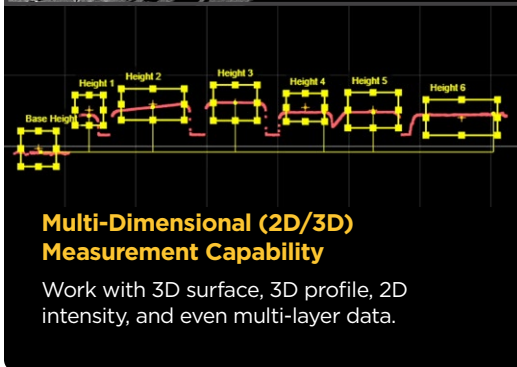 Height 1
Height 2
Height 3
Height 4
Height 5
Height 6
Base Height
Multi-Dimensional (2D/3D)
Measurement Capability
Work with 3D surface, 3D profile, 2D
intensity, and even multi-layer data.